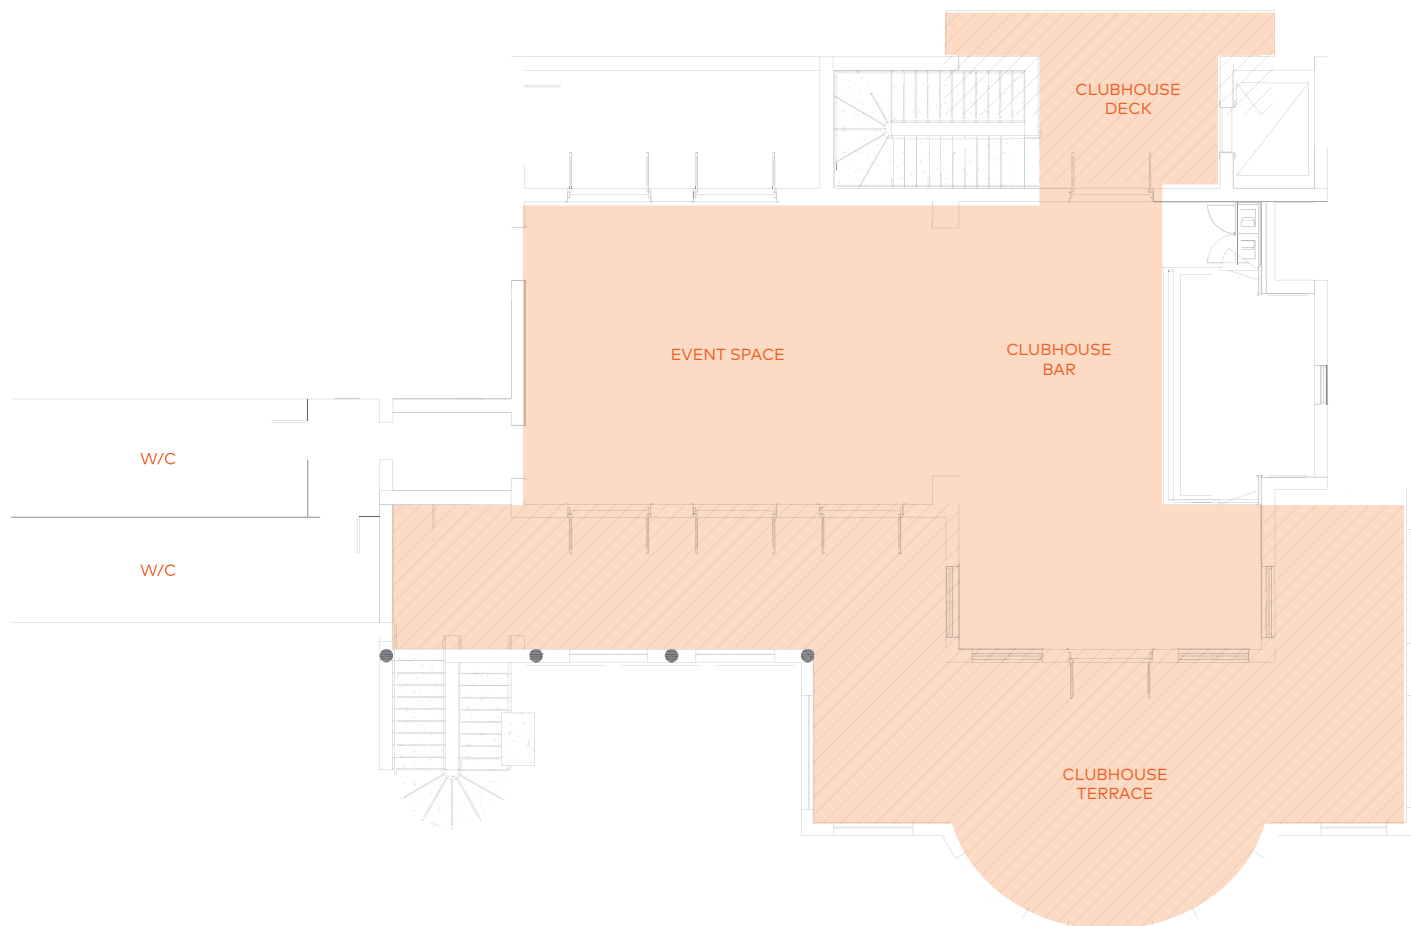 CLUBHOUSE
DECK
EVENT SPACE
CLUBHOUSE
BAR
W/C
W/C
CLUBHOUSE
TERRACE